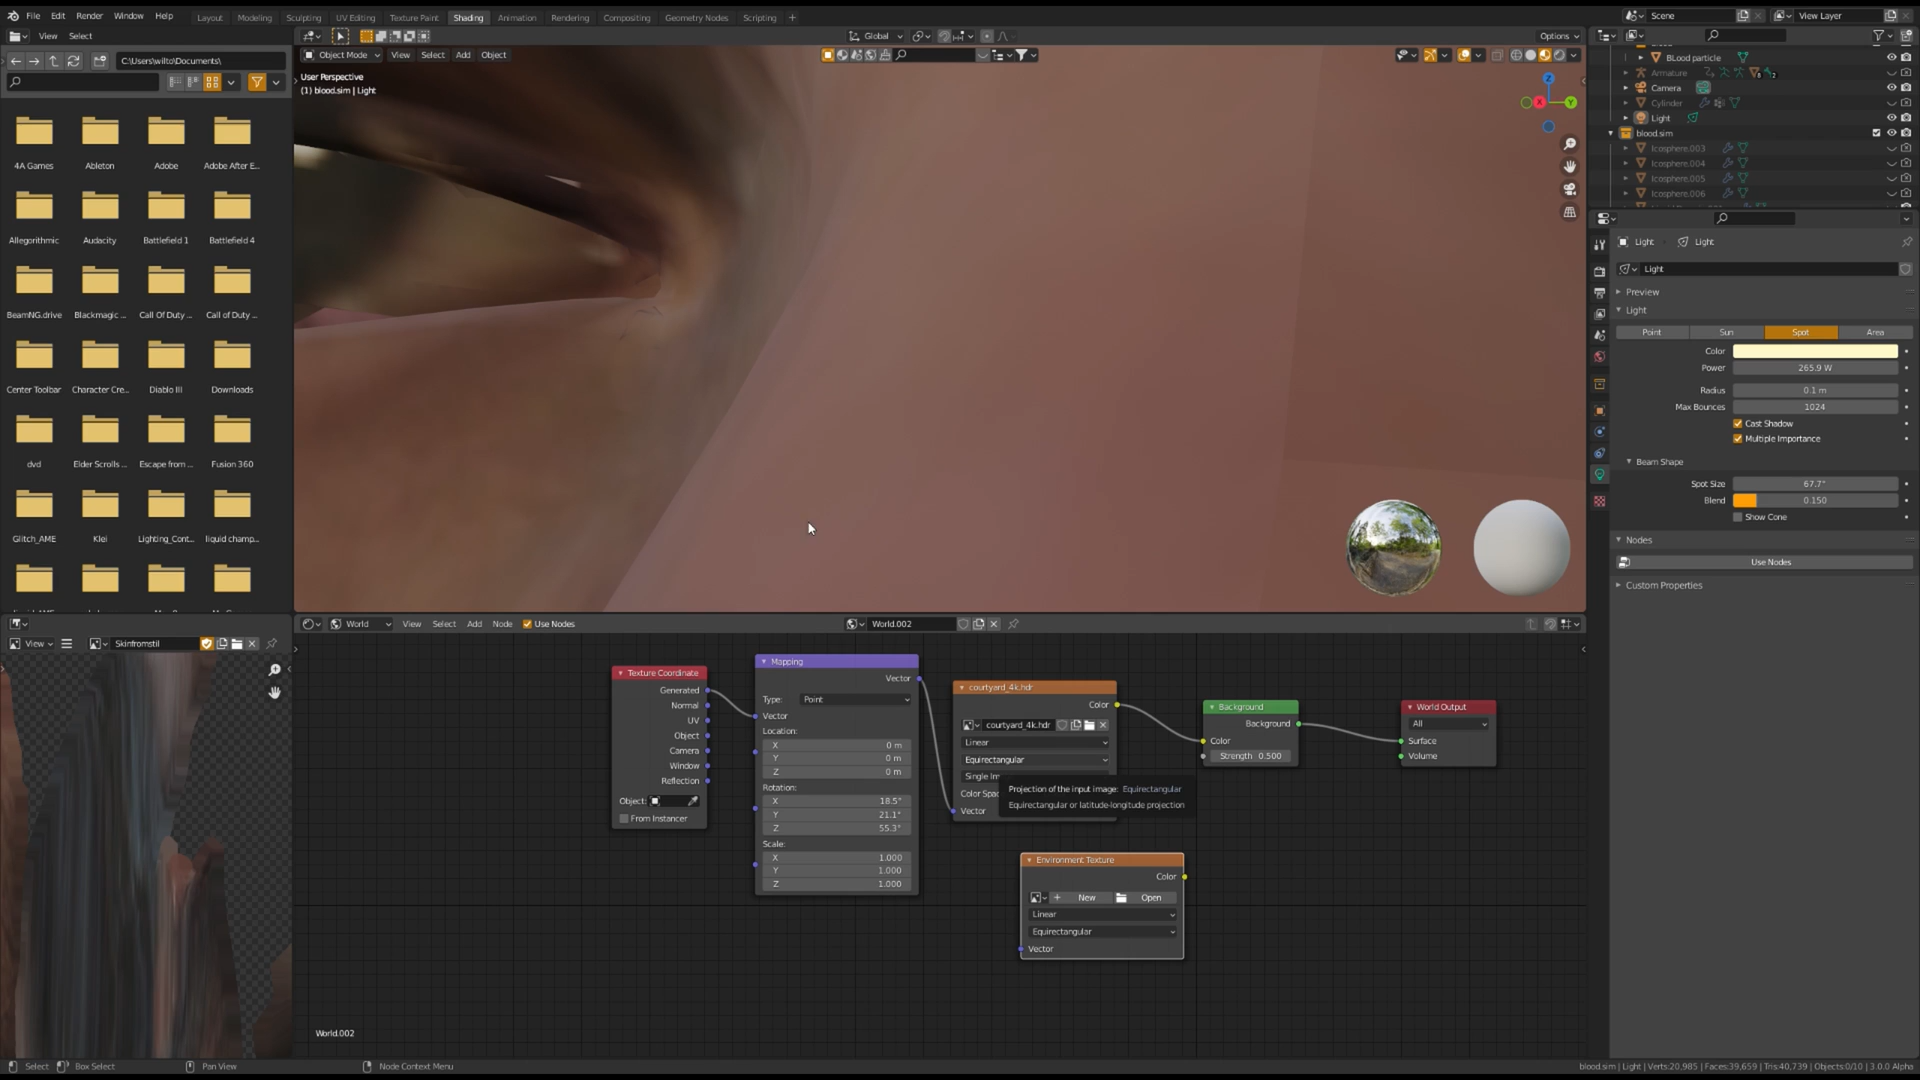 File Edit Render Window Help
Layout Modeling Sculpting UV Editing Texture Paint Shading Animation Rendering Compositing Geometry Nodes Scripting +
Scene
View Layer
View Select
Global
Options
C:\Users\wilto\Documents\
Object Mode View Select Add Object
User Perspective
(1) blood.sim | Light
4A Games Ableton Adobe Adobe After E...
Allegorithmic Audacity Battlefield 1 Battlefield 4
BeamNG.drive Blackmagic ... Call Of Duty ... Call of Duty ...
Center Toolbar Character Cre... Diablo III Downloads
dvd Elder Scrolls ... Escape from ... Fusion 360
Glitch_AME Klei Lighting_Cont... liquid champ...
Z
X
Y
BLood particle
Armature
Camera
Cylinder
Light
blood.sim
Icosphere.003
Icosphere.004
Icosphere.005
Icosphere.006
Light Light
Light
Preview
Light
Point Sun Spot Area
Color
Power 265.9 W
Radius 0.1 m
Max Bounces 1024
Cast Shadow
Multiple Importance
Beam Shape
Spot Size 67.7°
Blend 0.150
Show Cone
Nodes
Use Nodes
Custom Properties
View
Skinfromstil
World View Select Add Node Use Nodes
World.002
Texture Coordinate
Generated
Normal
UV
Object
Camera
Window
Reflection
Object:
From Instancer
Mapping
Vector
Type: Point
Vector
Location:
X 0 m
Y 0 m
Z 0 m
Rotation:
X 18.5°
Y 21.1°
Z 55.3°
Scale:
X 1.000
Y 1.000
Z 1.000
courtyard_4k.hdr
Color
courtyard_4k.hdr
Linear
Equirectangular
Single Im
Color Spac
Vector
Projection of the input image: Equirectangular
Equirectangular or latitude-longitude projection
Background
Background
Color
Strength 0.500
World Output
All
Surface
Volume
Environment Texture
Color
New Open
Linear
Equirectangular
Vector
World.002
Select Box Select Pan View Node Context Menu
blood.sim | Light | Verts:20,985 | Faces:39,659 | Tris:40,739 | Objects:0/10 | 3.0.0 Alpha